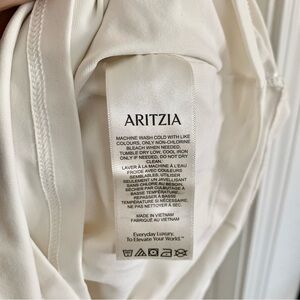 ARITZIA
MACHINE WASH COLD WITH LIKE
COLOURS, ONLY NON-CHLORINE
BLEACH WHEN NEEDED,
TUMBLE DRY LOW, COOL IRON
ONLY IF NEEDED, DO NOT DRY
CLEAN.
LAVER À LA MACHINE À L'EAU
FROIDE AVEC COULEURS
SEMBLABLES, UTILISER
SEULEMENT UN JAVELLISANT
SANS CHLORE AU BESOIN,
SÉCHER PAR CULBUTAGE À
BASSE TEMPÉRATURE,
REPASSER À BASSE
TEMPÉRATURE SI NÉCESSAIRE,
NE PAS NETTOYER À SEC.
MADE IN VIETNAM
FABRIQUÉ AU VIETNAM
Everyday Luxury,
To Elevate Your World.™